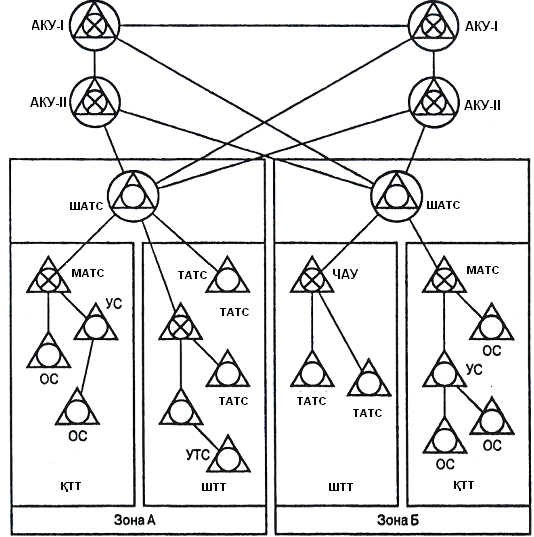 АКУ-I
АКУ-I
АКУ-II
АКУ-II
ШАТС
ШАТС
МАТС
ТАТС
ЧАУ
МАТС
УС
ТАТС
ОС
УС
ОС
ТАТС
ТАТС
ТАТС
ОС
ОС
УТС
ОС
ҚТТ
ШТТ
ШТТ
ҚТТ
Зона А
Зона Б